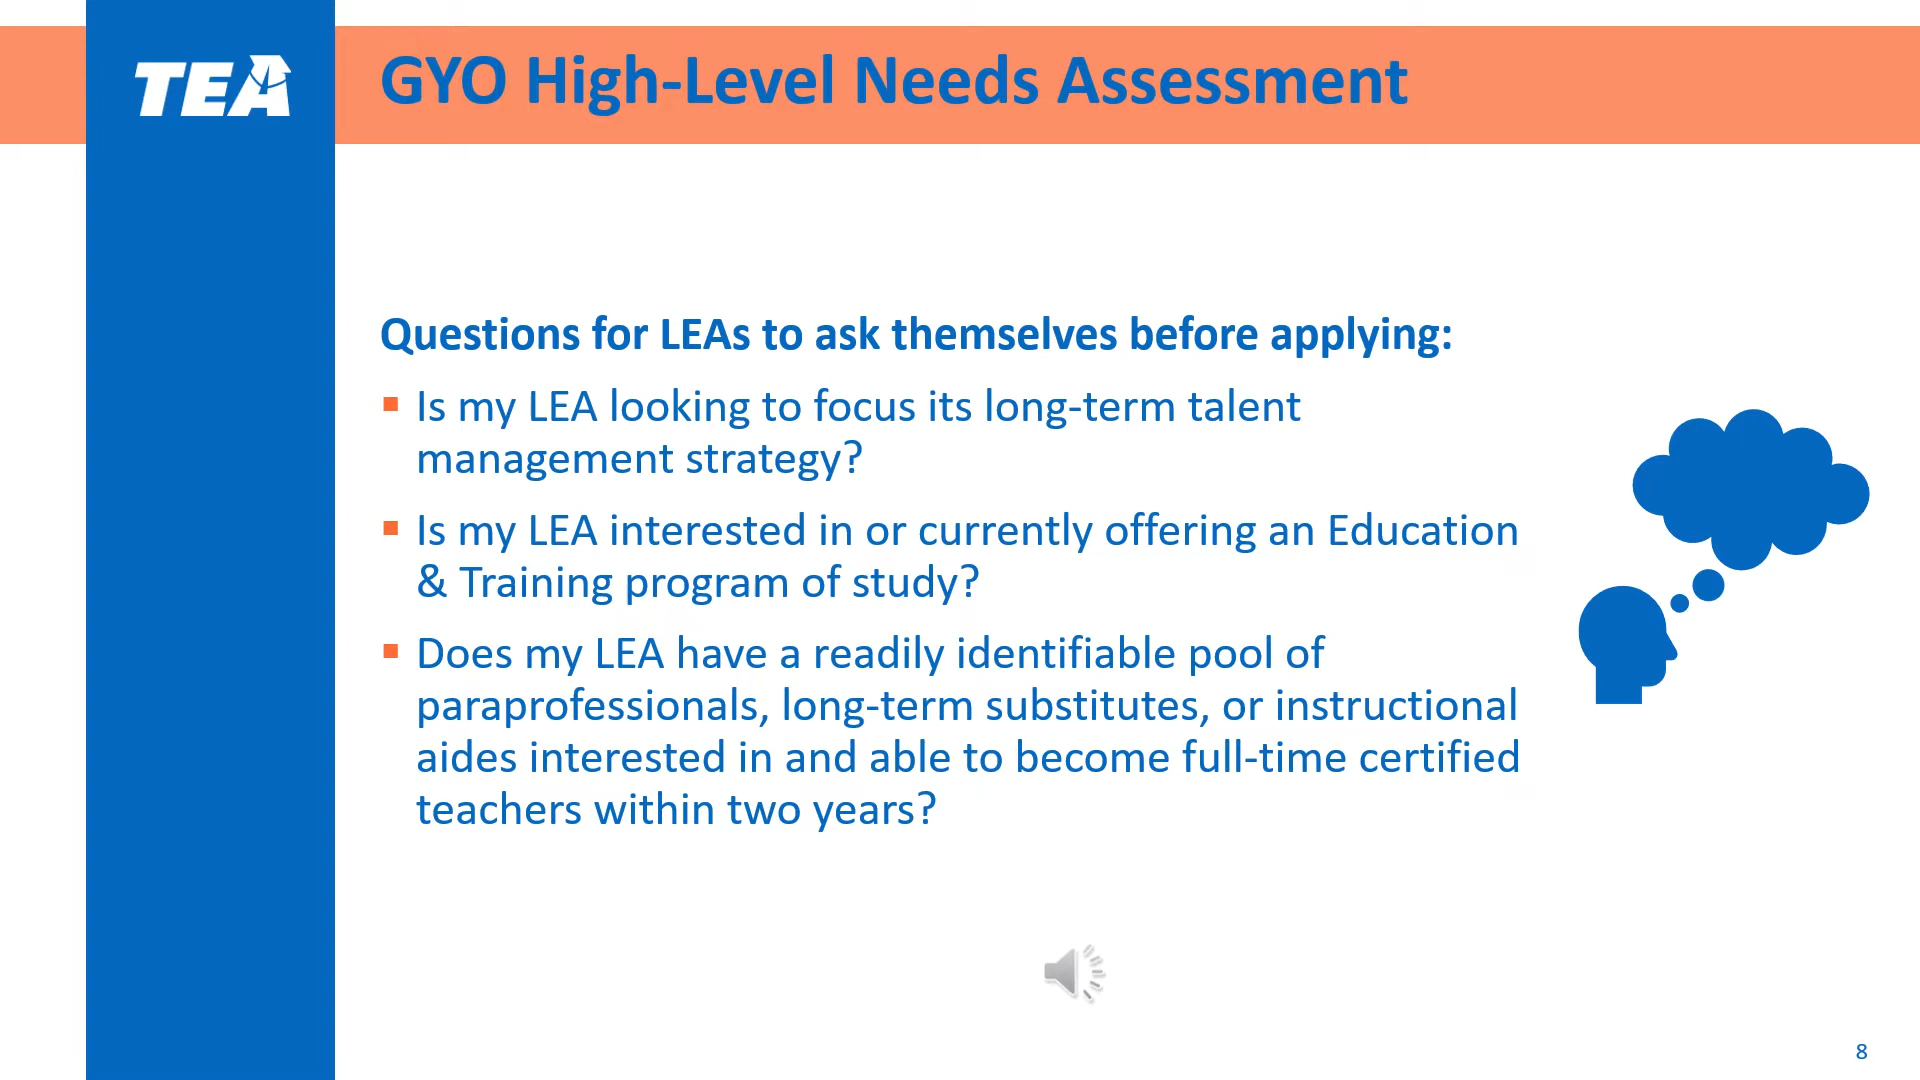 TEA
GYO High-Level Needs Assessment
Questions for LEAs to ask themselves before applying:
▪ Is my LEA looking to focus its long-term talent
management strategy?
▪ Is my LEA interested in or currently offering an Education
& Training program of study?
▪ Does my LEA have a readily identifiable pool of
paraprofessionals, long-term substitutes, or instructional
aides interested in and able to become full-time certified
teachers within two years?
8